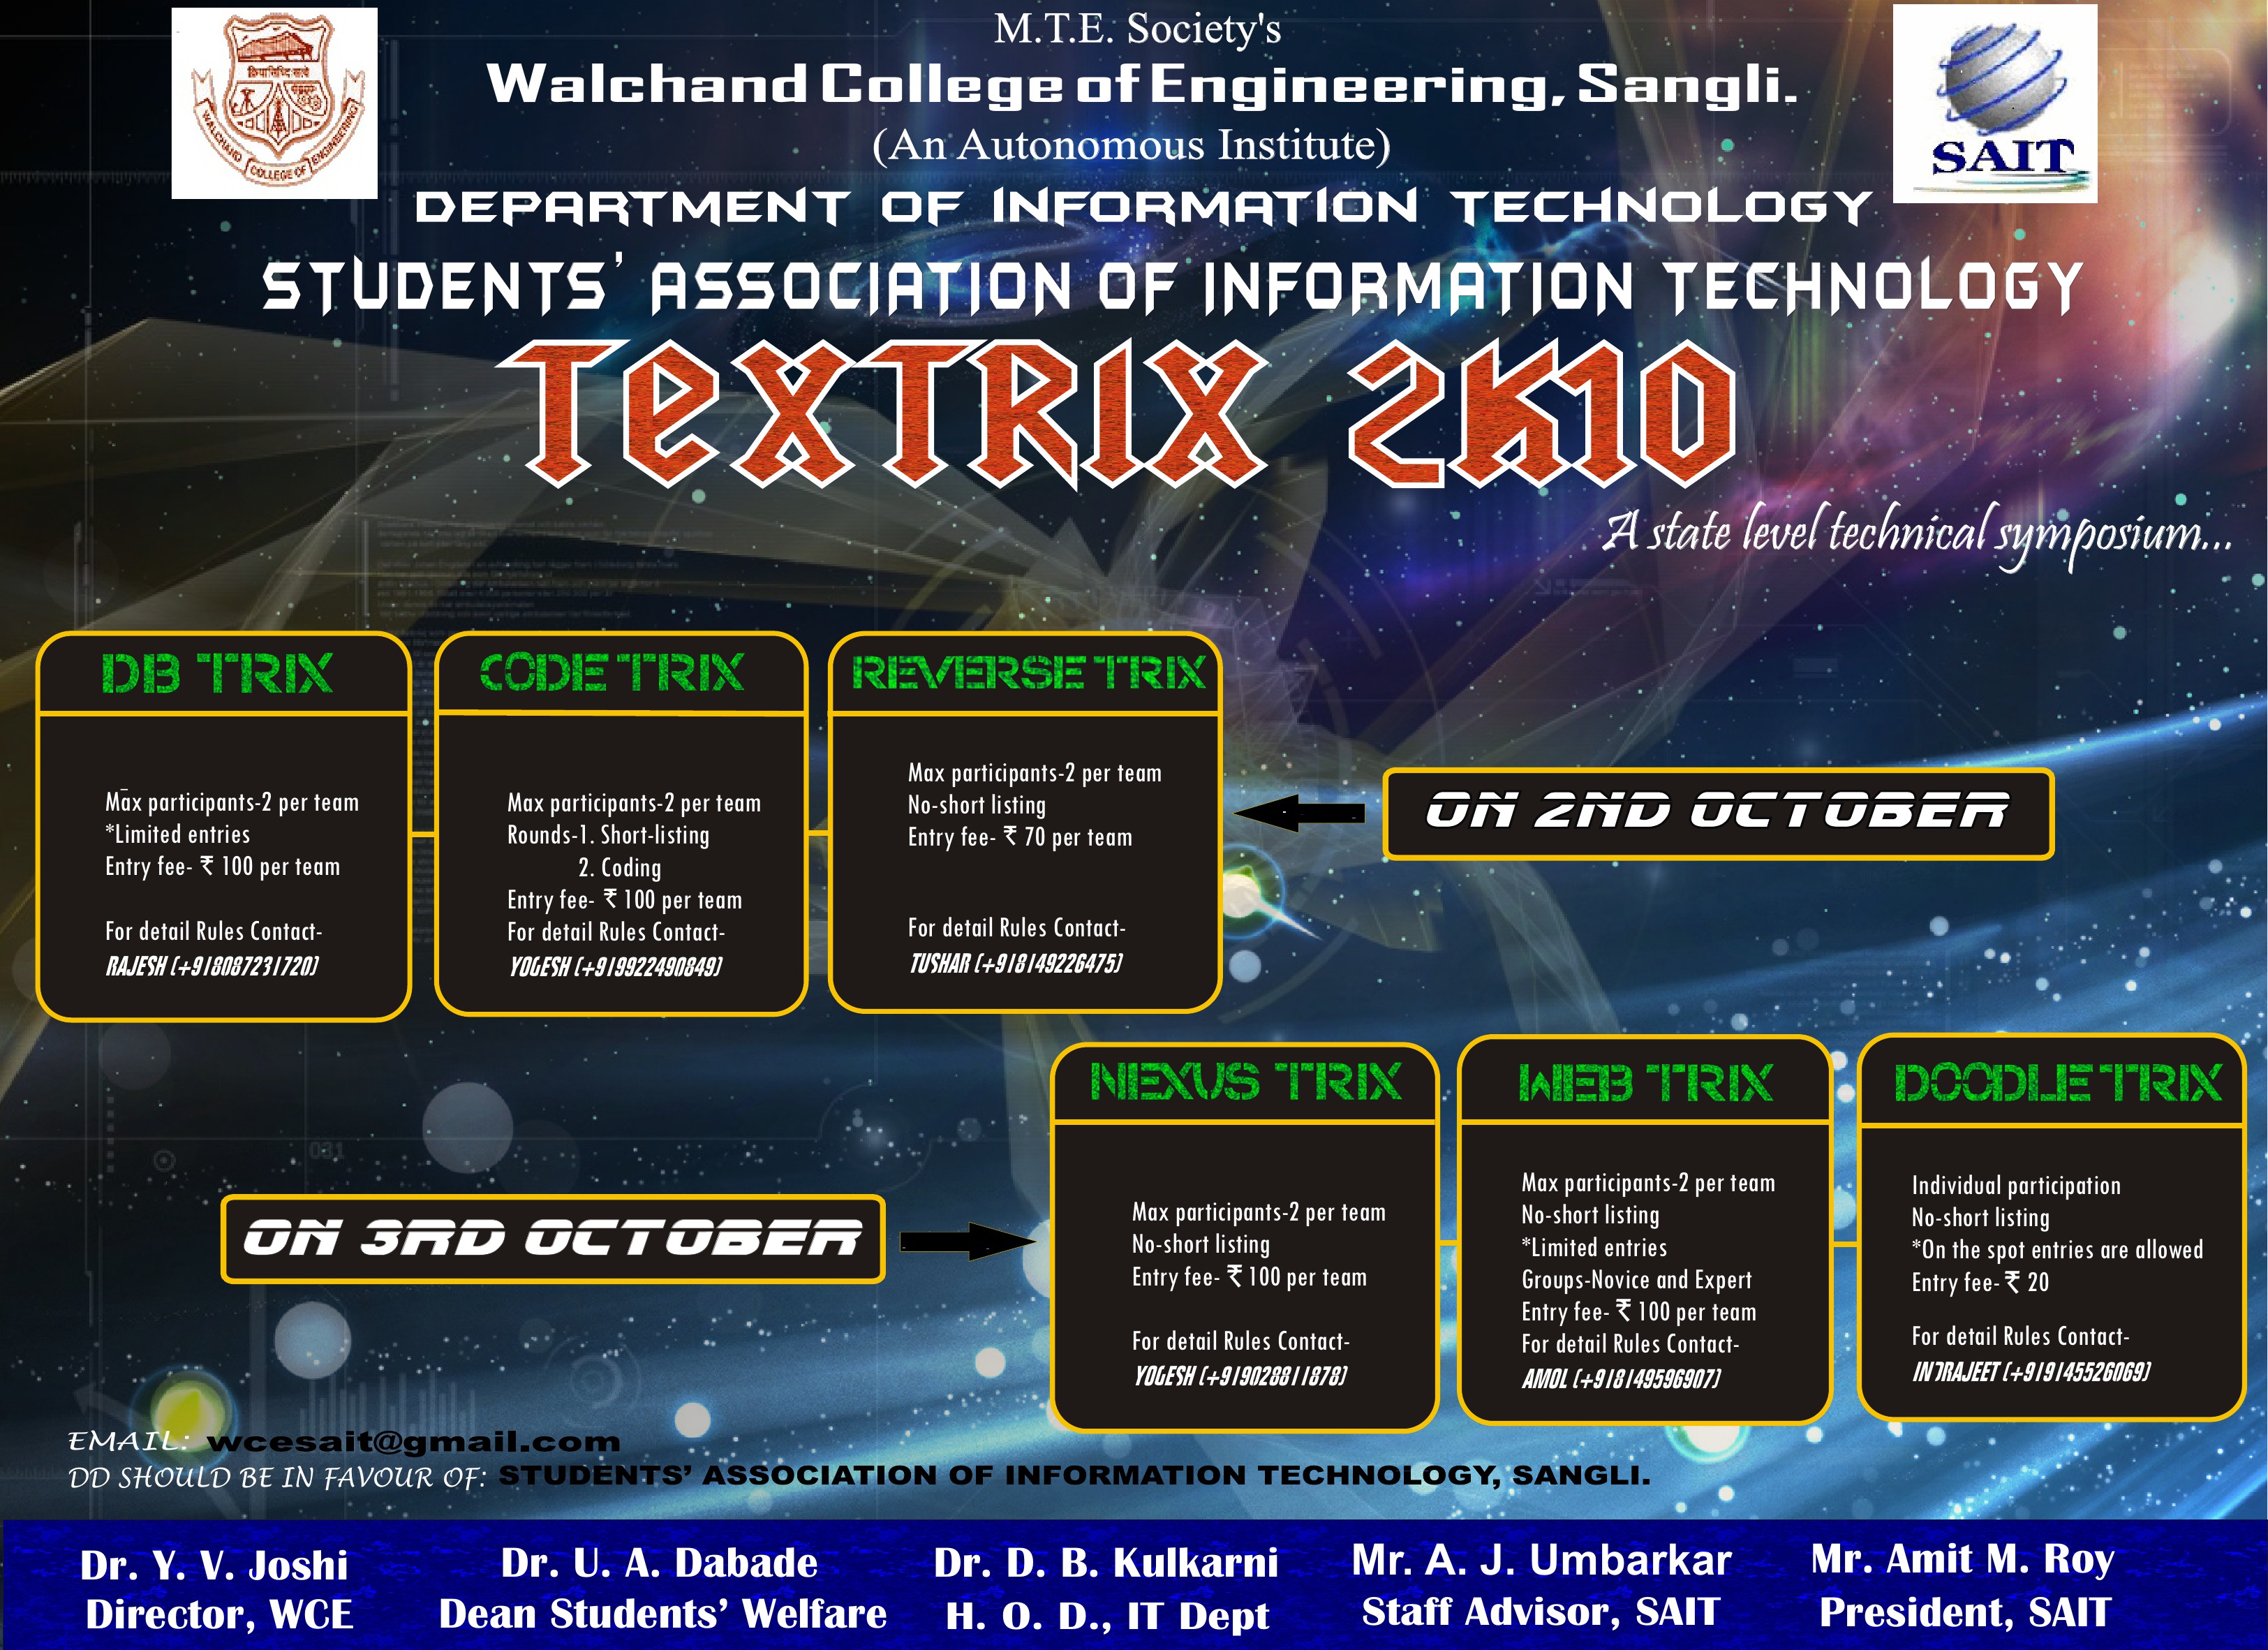 क्रियासिध्दि:सत्वे
WALCHAND COLLEGE OF ENGINEERING
SAIT
M.T.E. Society's
Walchand College of Engineering, Sangli.
(An Autonomous Institute)
DEPARTMENT OF INFORMATION TECHNOLOGY
STUDENTS' ASSOCIATION OF INFORMATION TECHNOLOGY
TeXTRIX 2K10
A state level technical symposium...
DB TRIX
Max participants-2 per team
*Limited entries
Entry fee- ₹ 100 per team
For detail Rules Contact-
RAJESH (+918087231720)
CODE TRIX
Max participants-2 per team
Rounds-1. Short-listing
2. Coding
Entry fee- ₹ 100 per team
For detail Rules Contact-
YOGESH (+919922490849)
REVERSE TRIX
Max participants-2 per team
No-short listing
Entry fee- ₹ 70 per team
For detail Rules Contact-
TUSHAR (+918149226475)
ON 2ND OCTOBER
ON 3RD OCTOBER
NEXUS TRIX
Max participants-2 per team
No-short listing
Entry fee- ₹ 100 per team
For detail Rules Contact-
YOGESH (+919028811878)
WEB TRIX
Max participants-2 per team
No-short listing
*Limited entries
Groups-Novice and Expert
Entry fee- ₹ 100 per team
For detail Rules Contact-
AMOL (+918149596907)
DOODLE TRIX
Individual participation
No-short listing
*On the spot entries are allowed
Entry fee- ₹ 20
For detail Rules Contact-
INDRAJEET (+919145526069)
031
EMAIL: wcesait@gmail.com
DD SHOULD BE IN FAVOUR OF: STUDENTS' ASSOCIATION OF INFORMATION TECHNOLOGY, SANGLI.
Dr. Y. V. Joshi
Director, WCE
Dr. U. A. Dabade
Dean Students' Welfare
Dr. D. B. Kulkarni
H. O. D., IT Dept
Mr. A. J. Umbarkar
Staff Advisor, SAIT
Mr. Amit M. Roy
President, SAIT